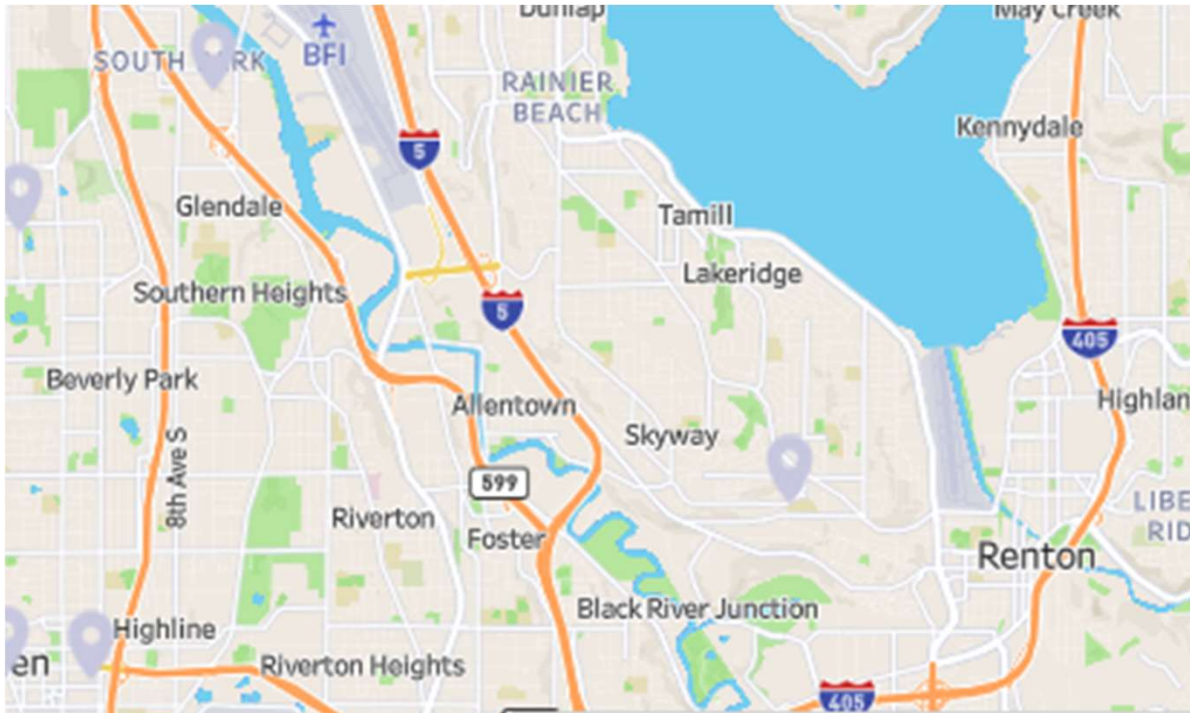 Dunlap
May Creek
BFI
SOUTH RK
RAINIER
BEACH
Kennydale
5
Glendale
Tamill
Lakeridge
Southern Heights
5
405
Beverly Park
Allentown
Highlan
Skyway
8th Ave S
599
LIBE
RID
Riverton
Foster
Renton
Black River Junction
Highline
en
Riverton Heights
405